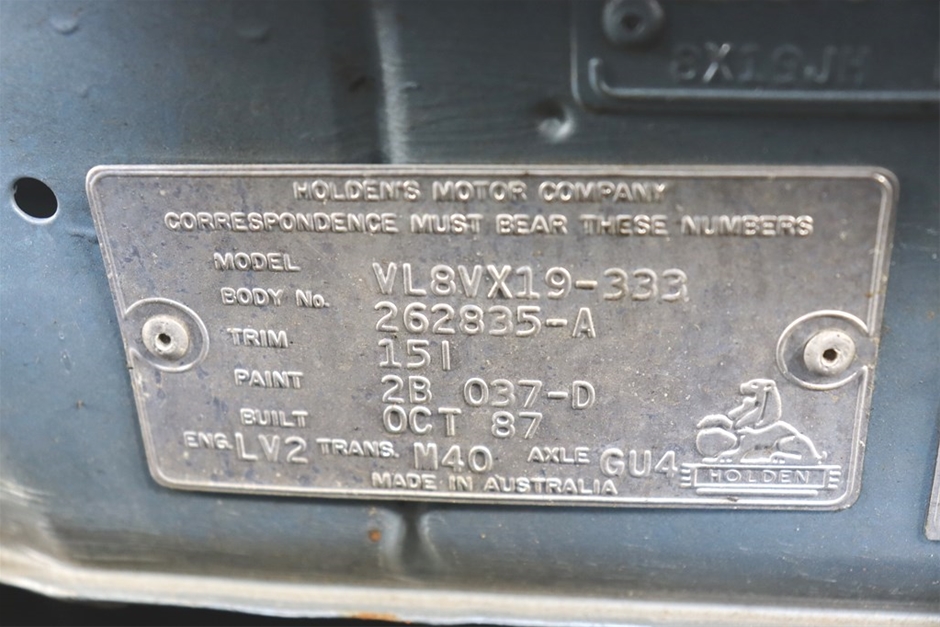 8X19JH
HOLDEN'S MOTOR COMPANY
CORRESPONDENCE MUST BEAR THESE NUMBERS
MODEL VL8VX19-333
BODY No. 262835-A
TRIM 15I
PAINT 2B 037-D
BUILT OCT 87
ENG. LV2 TRANS. M40 AXLE GU4
HOLDEN
MADE IN AUSTRALIA